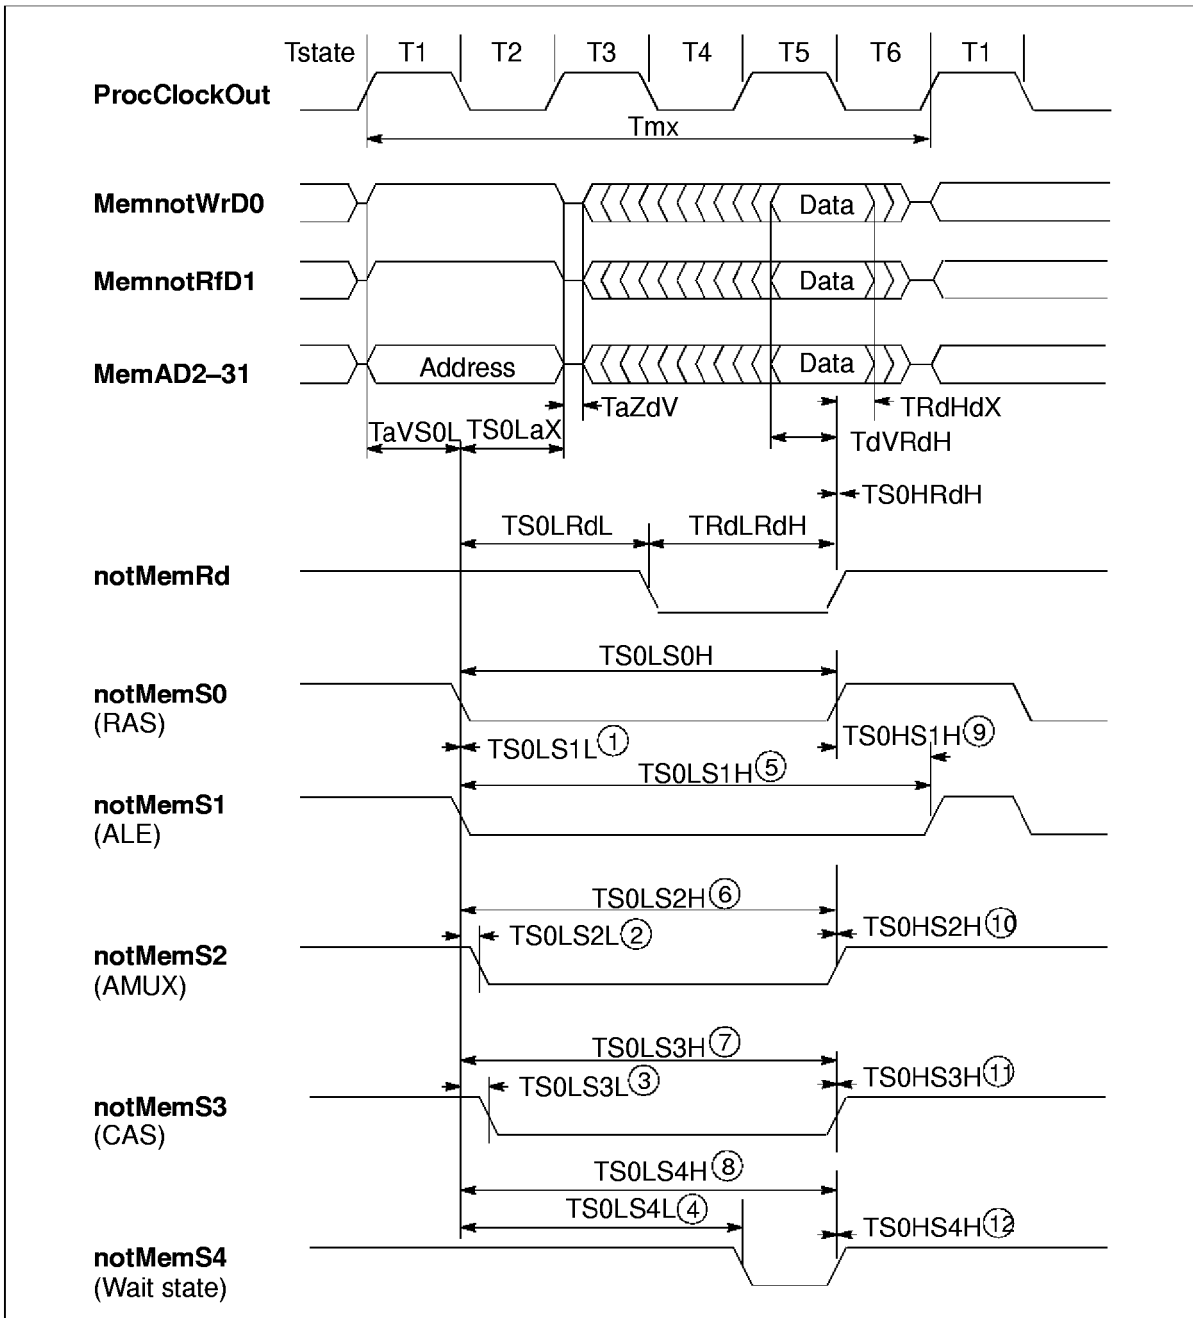 Tstate T1 T2 T3 T4 T5 T6 T1
ProcClockOut
Tmx
MemnotWrD0 Data
MemnotRfD1 Data
MemAD2–31 Address Data
TaZdV TRdHdX
TaVS0L TS0LaX TdVRdH
TS0HRdH
TS0LRdL TRdLRdH
notMemRd
TS0LS0H
notMemS0
(RAS)
TS0LS1L① TS0HS1H⑨
TS0LS1H⑤
notMemS1
(ALE)
TS0LS2H⑥
TS0LS2L② TS0HS2H⑩
notMemS2
(AMUX)
TS0LS3H⑦
TS0LS3L③ TS0HS3H⑪
notMemS3
(CAS)
TS0LS4H⑧
TS0LS4L④ TS0HS4H⑫
notMemS4
(Wait state)